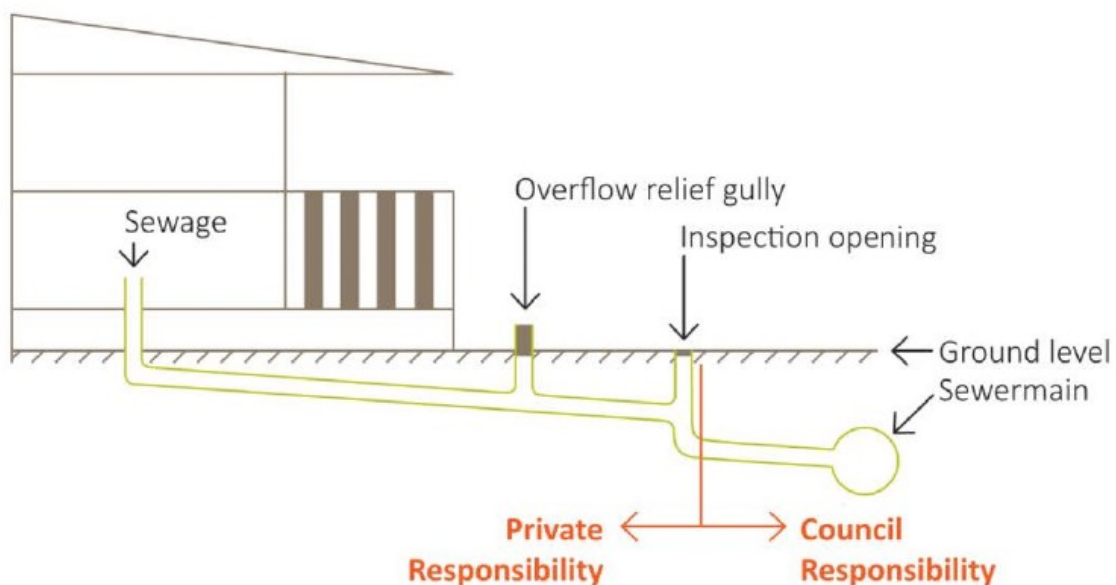 Overflow relief gully
Sewage
Inspection opening
Ground level
Sewermain
Private
Responsibility
Council
Responsibility